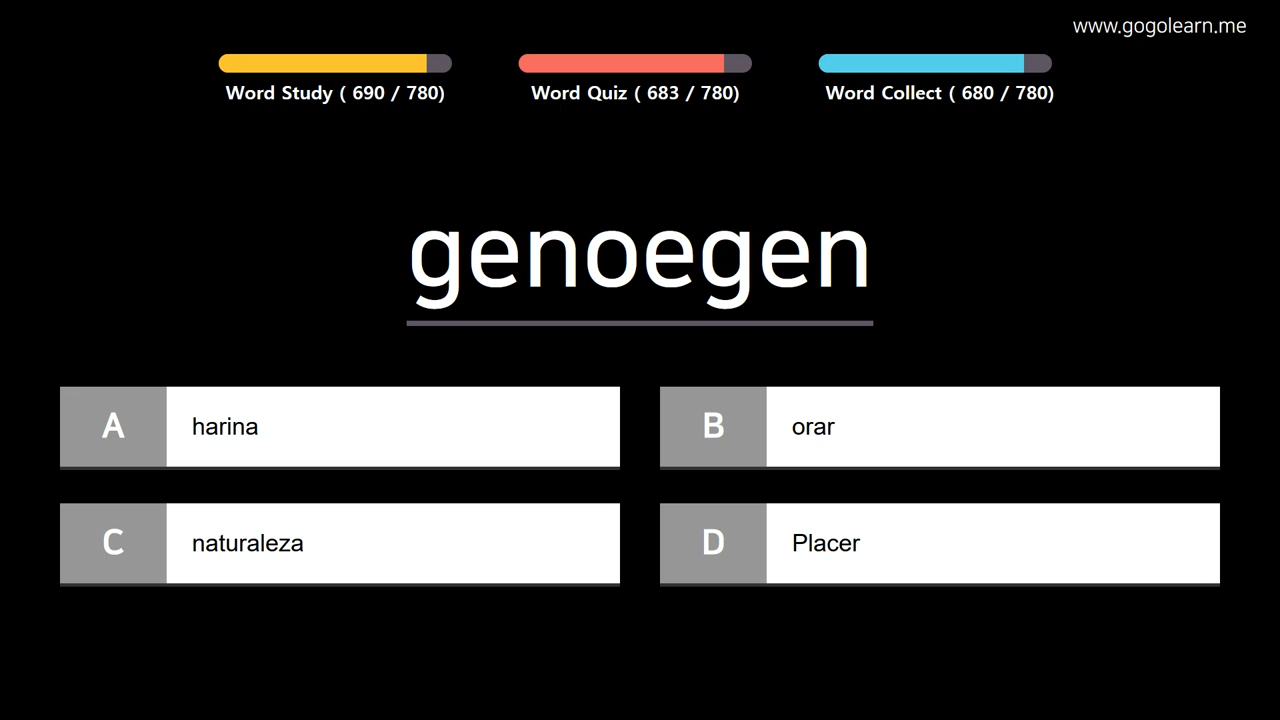 www.gogolearn.me
Word Study ( 690 / 780)
Word Quiz ( 683 / 780)
Word Collect ( 680 / 780)
genoegen
A harina
B orar
C naturaleza
D Placer